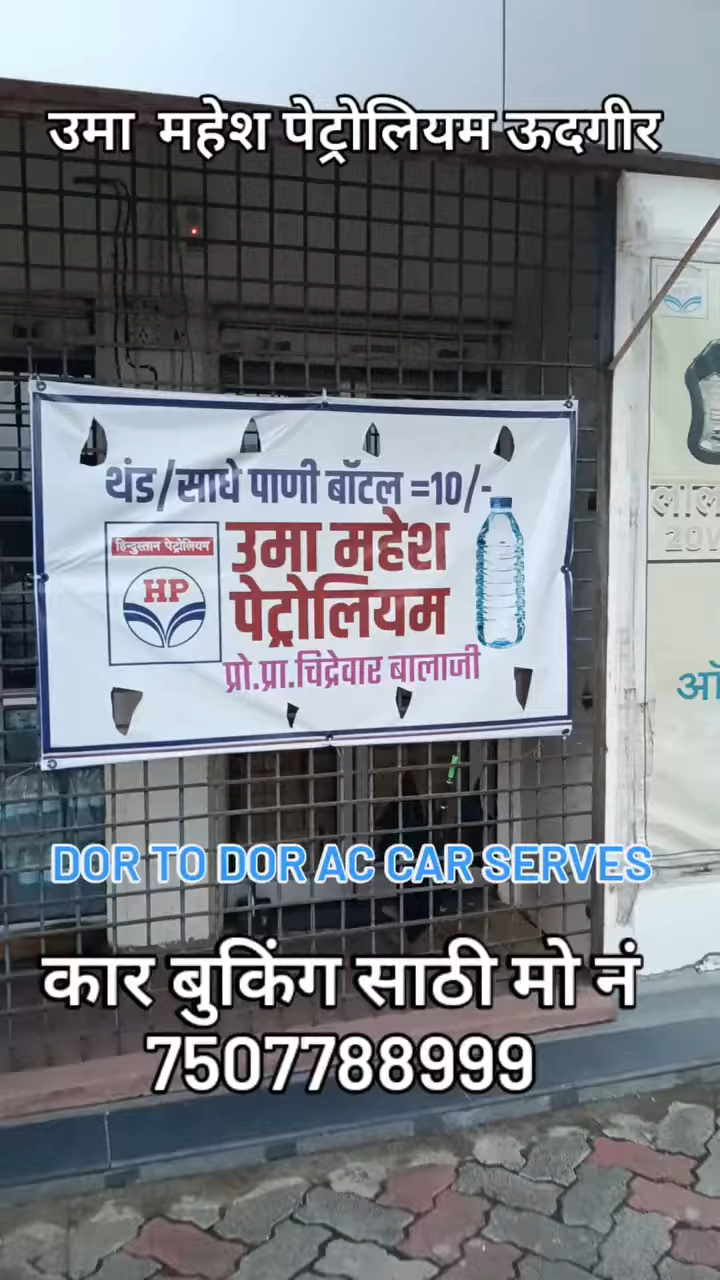 उमा महेश पेट्रोलियम ऊदगीर
थंड/साधे पाणी बॉटल =10/-
हिन्दुस्तान पेट्रोलियम
HP
उमा महेश
पेट्रोलियम
प्रो.प्रा.चिद्रेवार बालाजी
DOR TO DOR AC CAR SERVES
कार बुकिंग साठी मो नं
7507788999